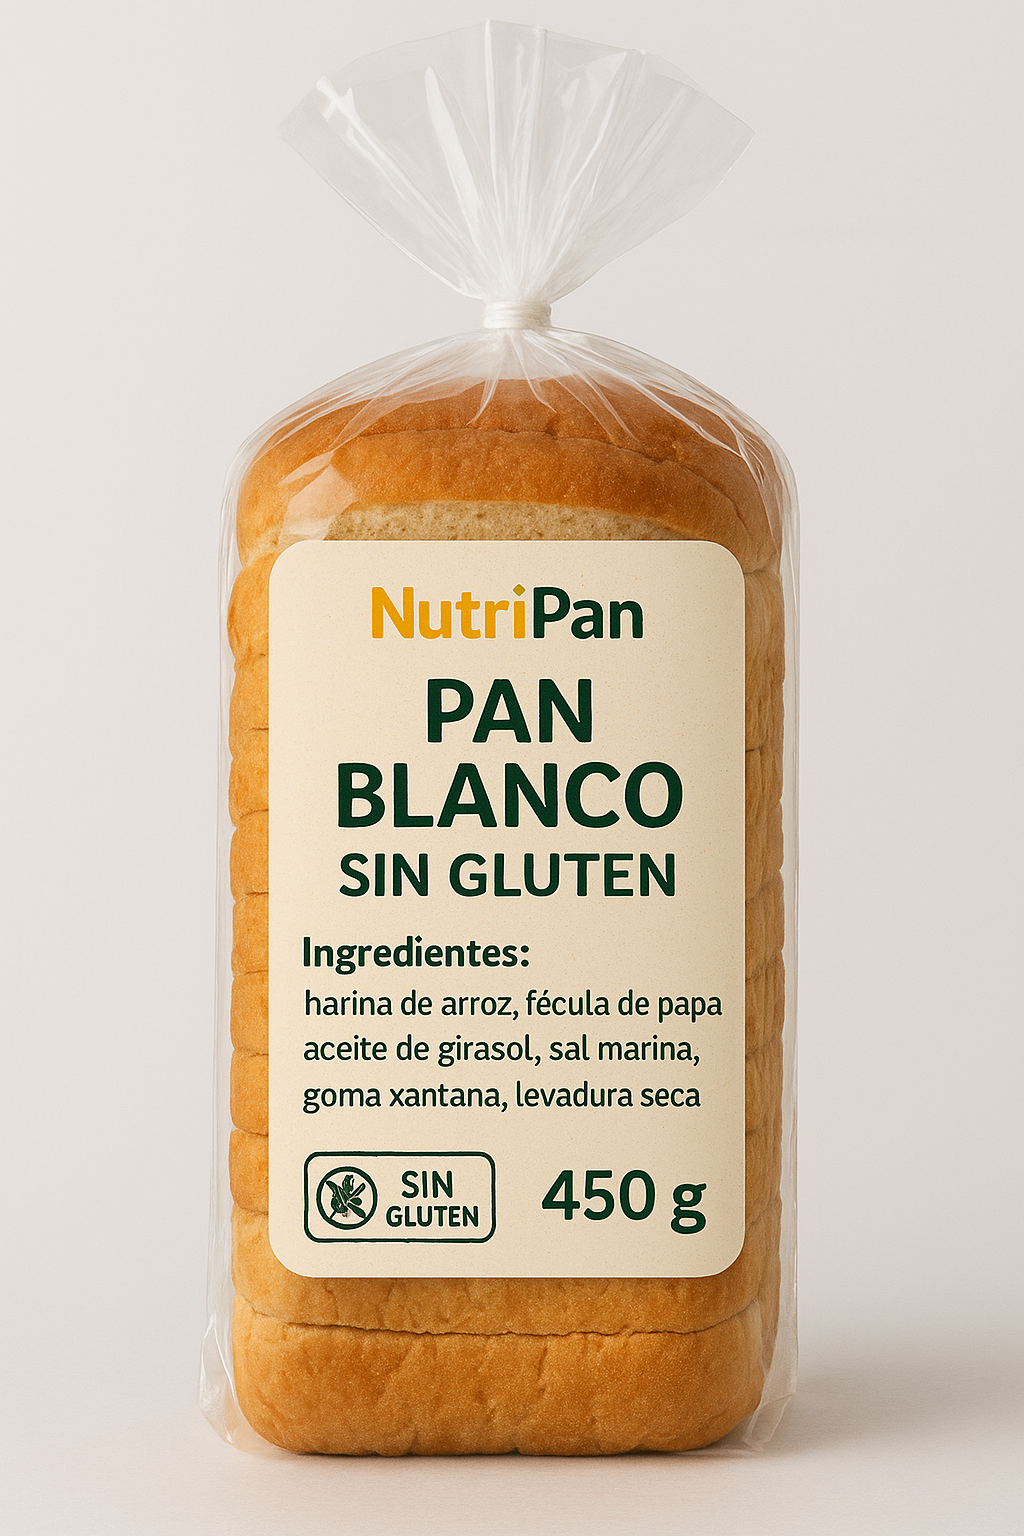 NutriPan
PAN
BLANCO
SIN GLUTEN
Ingredientes:
harina de arroz, fécula de papa
aceite de girasol, sal marina,
goma xantana, levadura seca
SIN
GLUTEN
450 g